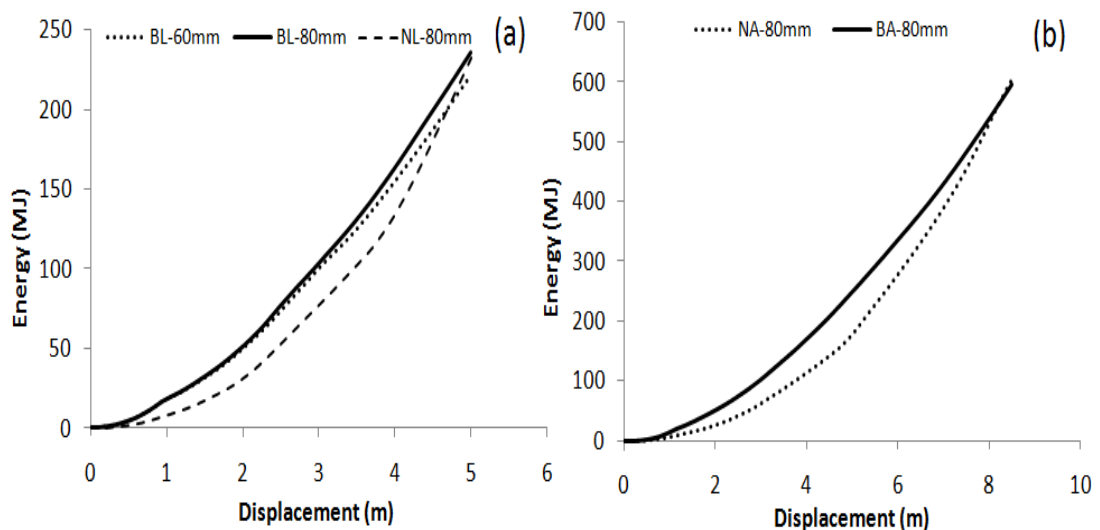 (a)
BL-60mm BL-80mm NL-80mm
250
200
150
100
50
0
Energy (MJ)
0 1 2 3 4 5 6
Displacement (m)
(b)
NA-80mm BA-80mm
700
600
500
400
300
200
100
0
Energy (MJ)
0 2 4 6 8 10
Displacement (m)